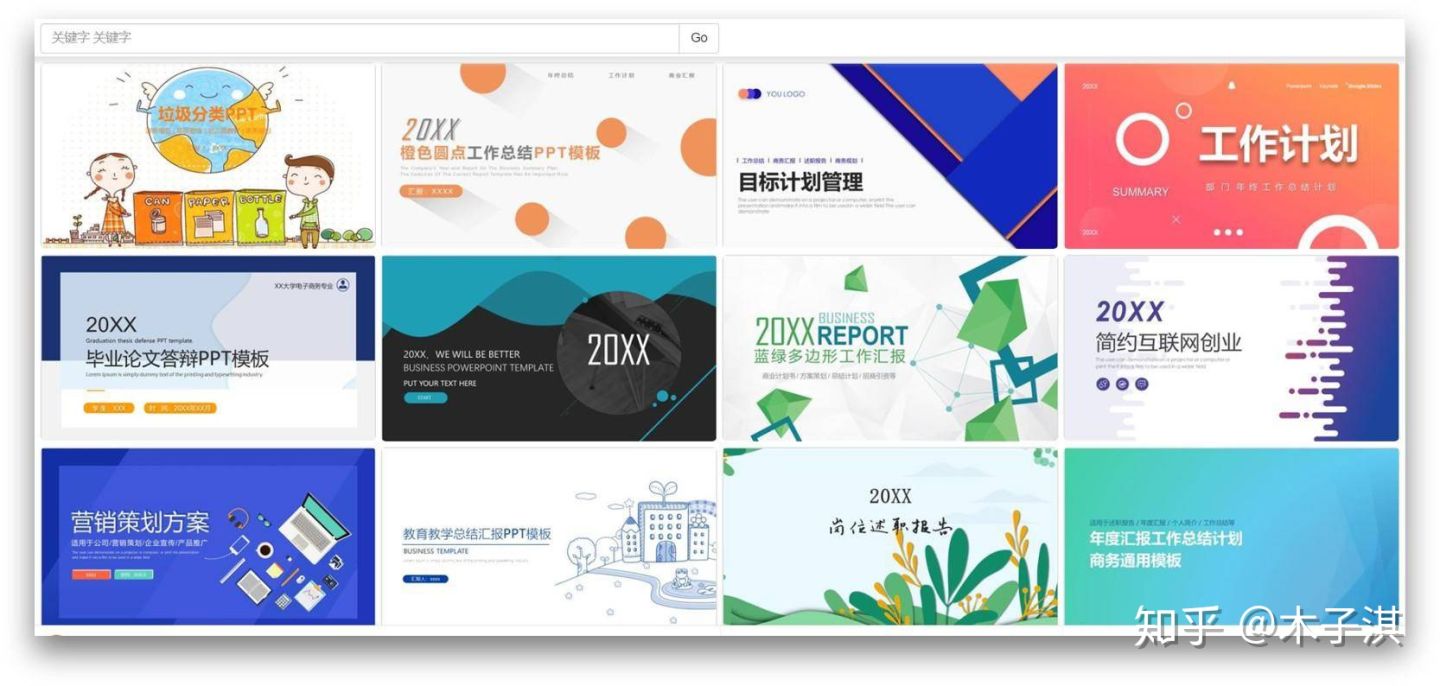 关键字 关键字
Go
垃圾分类PPT
CAN
PAPER
BOTTLE
年终总结
工作计划
商业汇报
20XX
橙色圆点工作总结PPT模板
汇报：XXXX
YOU LOGO
工作总结 | 商务汇报 | 述职报告 | 商务规划
目标计划管理
20XX
工作计划
SUMMARY
部门年终工作总结计划
20XX
XX大学电子商务专业
20XX
Graduation thesis defense PPT template.
毕业论文答辩PPT模板
Lorem ipsum is simply dummy text of the printing and typesetting industry.
学生：XXX
时间：20XX年XX月
20XX，WE WILL BE BETTER
BUSINESS POWERPOINT TEMPLATE
PUT YOUR TEXT HERE
START
20XX
20XX
BUSINESS
REPORT
蓝绿多边形工作汇报
商业计划书/方案策划/总结计划/招商引资等
20XX
简约互联网创业
营销策划方案
适用于公司/营销策划/企业宣传/产品推广
教育教学总结汇报PPT模板
BUSINESS TEMPLATE
汇报人：xxxx
20XX
岗位述职报告
适用于述职报告 / 年度汇报 / 个人简介 / 工作总结等
年度汇报工作总结计划
商务通用模板
知乎 @木子淇